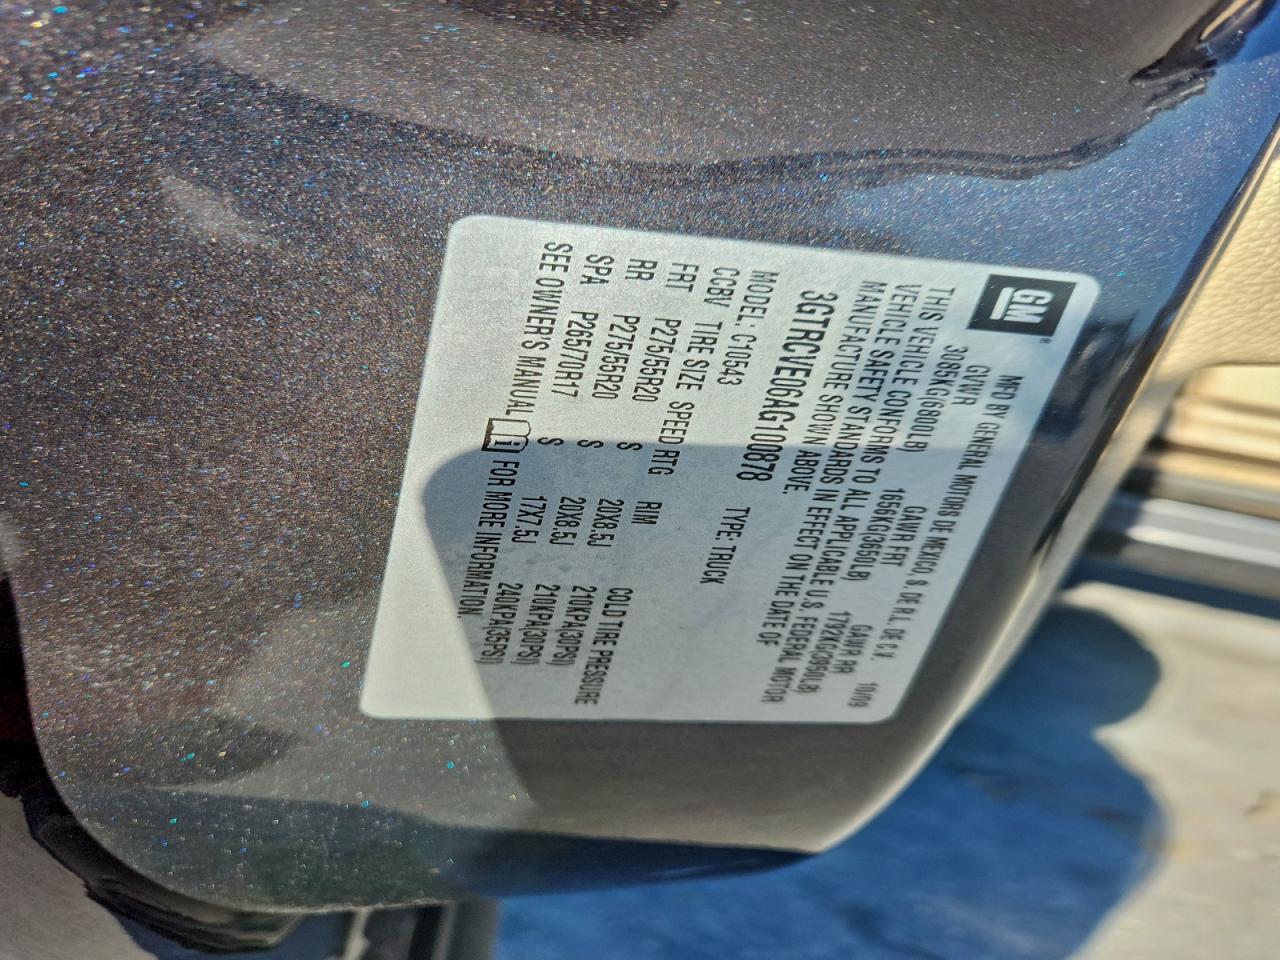 GM®
MFD BY GENERAL MOTORS DE MEXICO, S DE R.L. DE C.V. 10/09
GVWR GAWR FRT GAWR RR
3085KG(6800LB) 1656KG(3650LB) 1792KG(3950LB)
THIS VEHICLE CONFORMS TO ALL APPLICABLE U.S. FEDERAL MOTOR
VEHICLE SAFETY STANDARDS IN EFFECT ON THE DATE OF
MANUFACTURE SHOWN ABOVE.
3GTRCVE06AG100878 TYPE: TRUCK
MODEL: C10543
CCRV TIRE SIZE SPEED RTG RIM COLD TIRE PRESSURE
FRT P275/55R20 S 20X8.5J 210KPA(30PSI)
RR P275/55R20 S 20X8.5J 210KPA(30PSI)
SPA P265/70R17 S 17X7.5J 240KPA(35PSI)
SEE OWNER'S MANUAL i FOR MORE INFORMATION.